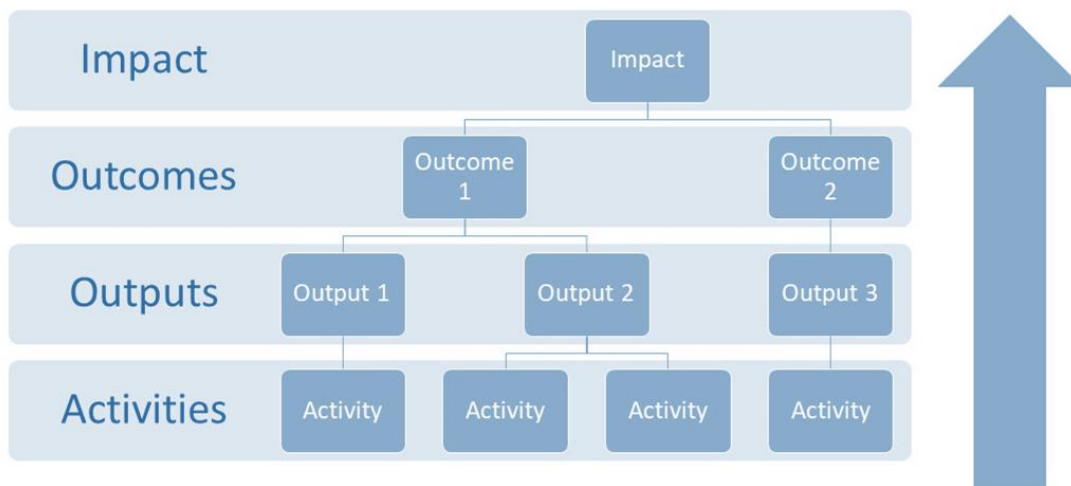 Impact
Impact
Outcomes
Outcome
1
Outcome
2
Outputs
Output 1
Output 2
Output 3
Activities
Activity
Activity
Activity
Activity